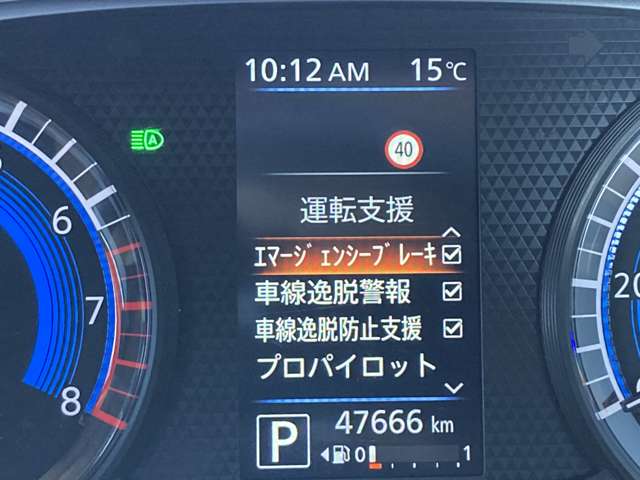 10:12 AM 15℃
A
40
運転支援
ｴﾏｰｼﾞｪﾝｼｰﾌﾞﾚｰｷ
車線逸脱警報
車線逸脱防止支援
プロパイロット
P 47666 km
0 1
6
7
8
20